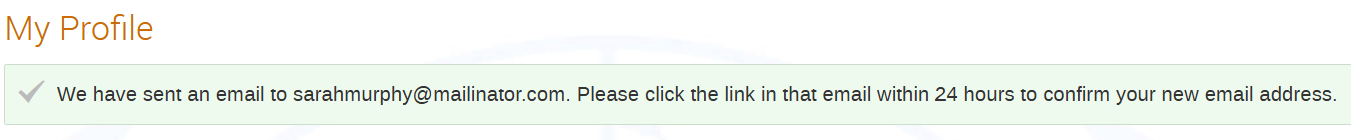 My Profile
We have sent an email to sarahmurphy@mailinator.com. Please click the link in that email within 24 hours to confirm your new email address.